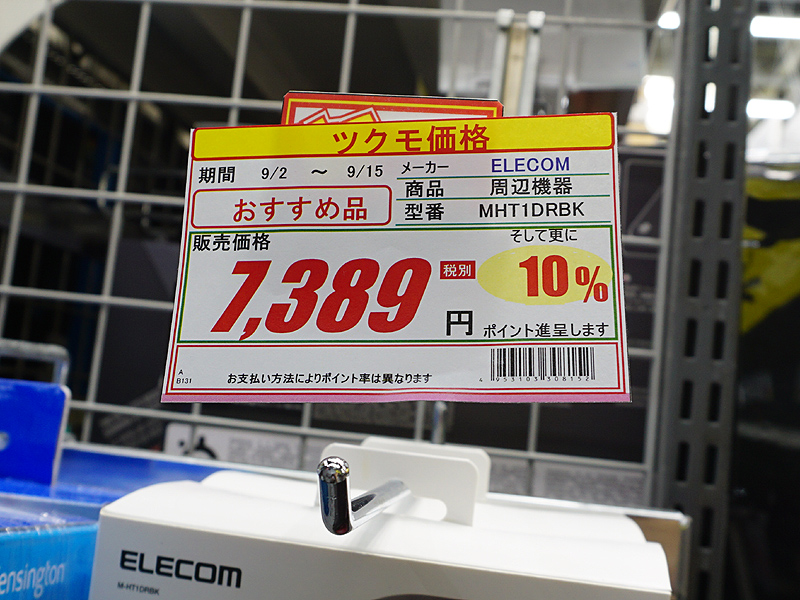 ツクモ価格
期間 9/2 ~ 9/15 メーカー ELECOM
おすすめ品 商品 周辺機器
型番 MHT1DRBK
販売価格 そして更に
7,389 税別 10%
円 ポイント進呈します
A
B131 お支払い方法によりポイント率は異なります 4 953103 308152
ELECOM
M-HT1DRBK
ensington